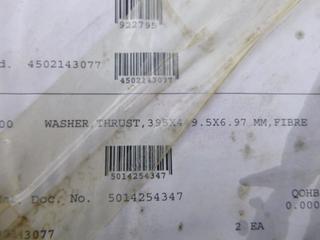 922795
d. 4502143077
4502143077
00 WASHER,THRUST,395X4 9.5X6.97 MM,FIBRE
5014254347
Doc. No. 5014254347
QOHB
0.000
2 EA
43077